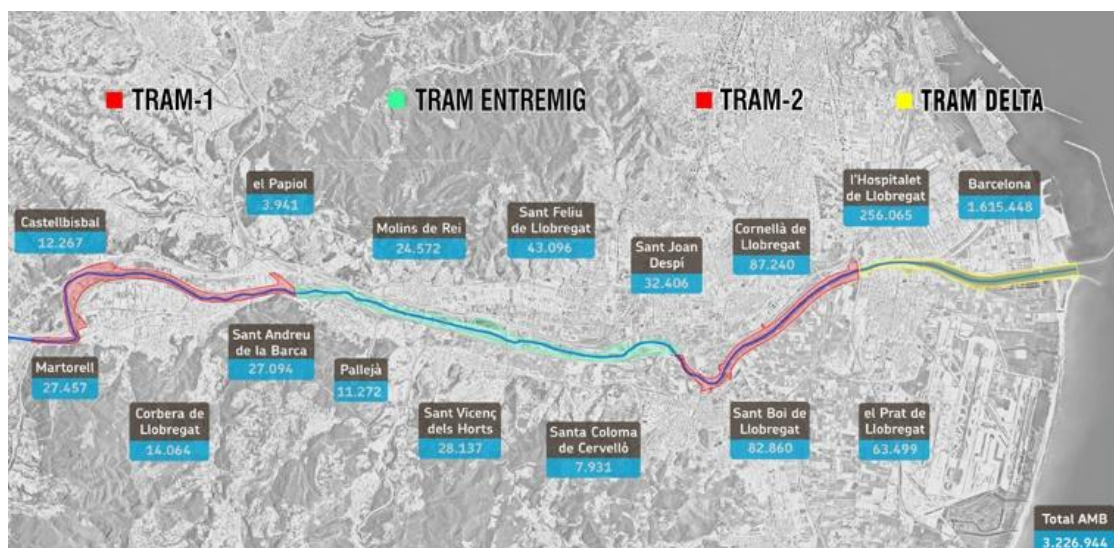 TRAM-1
TRAM ENTREMIG
TRAM-2
TRAM DELTA
el Papiol
3.941
l'Hospitalet
de Llobregat
256.065
Barcelona
1.615.448
Castellbisbal
12.267
Molins de Rei
24.572
Sant Feliu
de Llobregat
43.096
Sant Joan
Despí
32.406
Cornellà de
Llobregat
87.240
Martorell
27.457
Sant Andreu
de la Barca
27.094
Pallejà
11.272
Corbera de
Llobregat
14.064
Sant Vicenç
dels Horts
28.137
Santa Coloma
de Cervelló
7.931
Sant Boi de
Llobregat
82.860
el Prat de
Llobregat
63.499
Total AMB
3.226.944